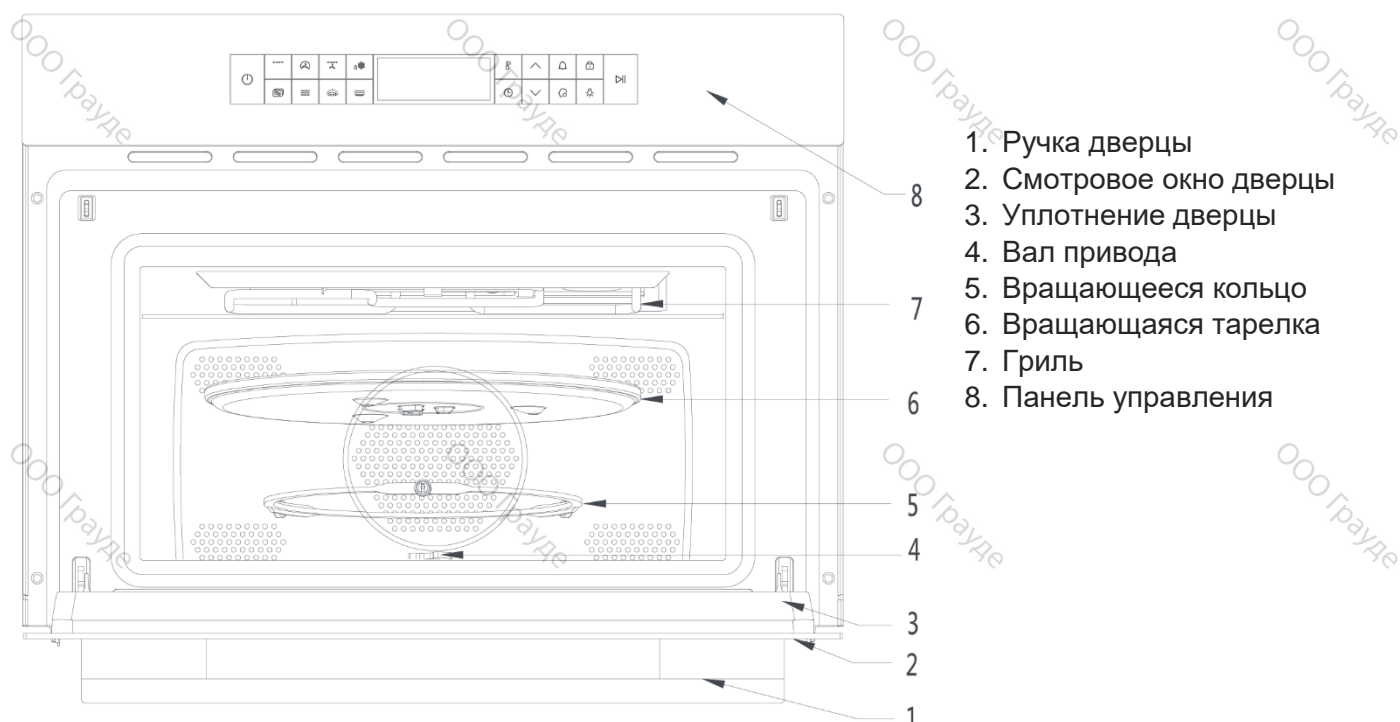 ООО Грауде
ООО Грауде
ООО Грауде
ООО Грауде
1. Ручка дверцы
2. Смотровое окно дверцы
3. Уплотнение дверцы
4. Вал привода
5. Вращающееся кольцо
6. Вращающаяся тарелка
7. Гриль
8. Панель управления
8
7
6
5
4
3
2
1
ООО Грауде
ООО Грауде
ООО Грауде
ООО Грауде